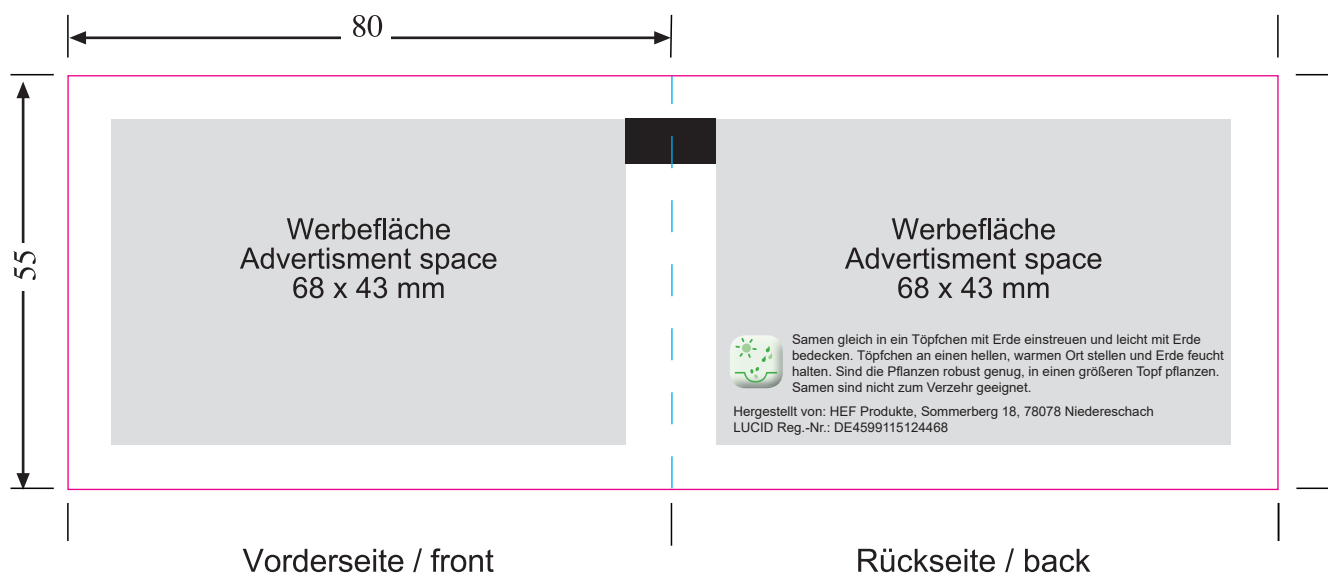 80
55
Werbefläche
Advertisment space
68 x 43 mm
Werbefläche
Advertisment space
68 x 43 mm
Samen gleich in ein Töpfchen mit Erde einstreuen und leicht mit Erde
bedecken. Töpfchen an einen hellen, warmen Ort stellen und Erde feucht
halten. Sind die Pflanzen robust genug, in einen größeren Topf pflanzen.
Samen sind nicht zum Verzehr geeignet.
Hergestellt von: HEF Produkte, Sommerberg 18, 78078 Niedereschach
LUCID Reg.-Nr.: DE4599115124468
Vorderseite / front
Rückseite / back